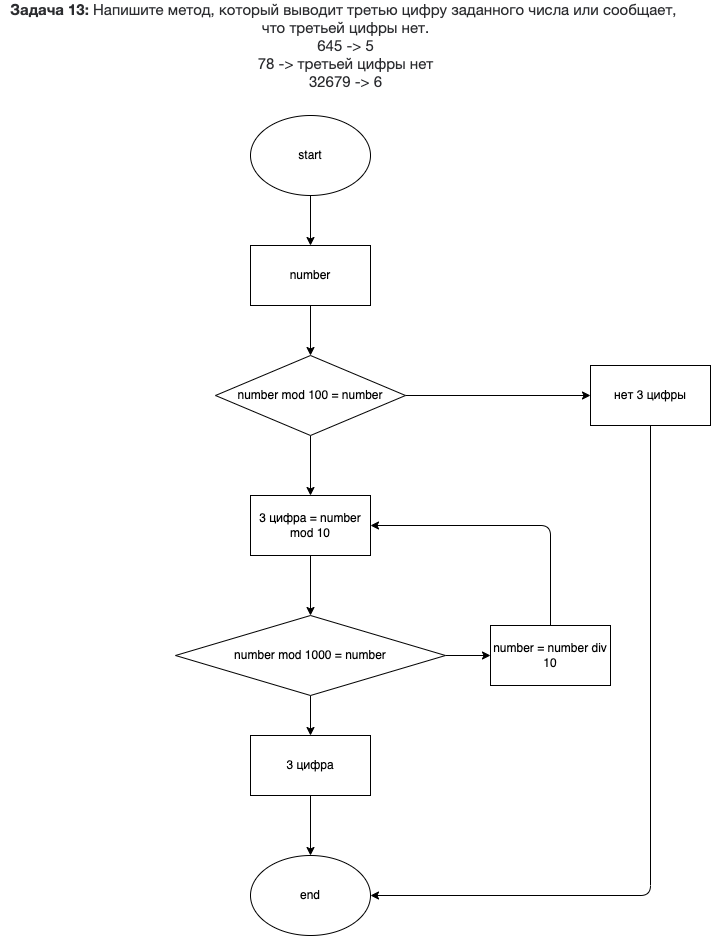 Задача 13: Напишите метод, который выводит третью цифру заданного числа или сообщает,
что третьей цифры нет.
645 -> 5
78 -> третьей цифры нет
32679 -> 6
start
number
number mod 100 = number
нет 3 цифры
3 цифра = number
mod 10
number mod 1000 = number
number = number div
10
3 цифра
end